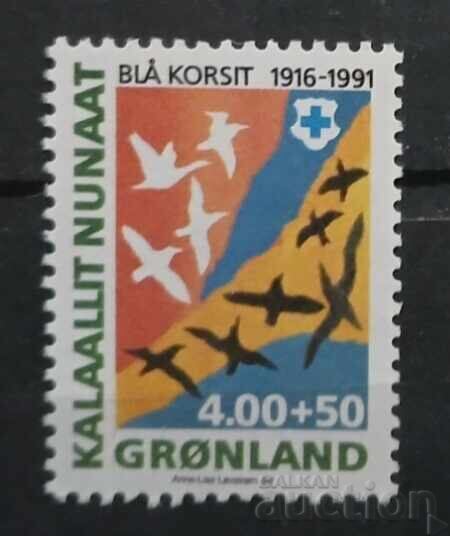 BLÅ KORSIT 1916-1991
KALAALLIT NUNAAT
4.00+50
GRØNLAND
BALKAN
auction